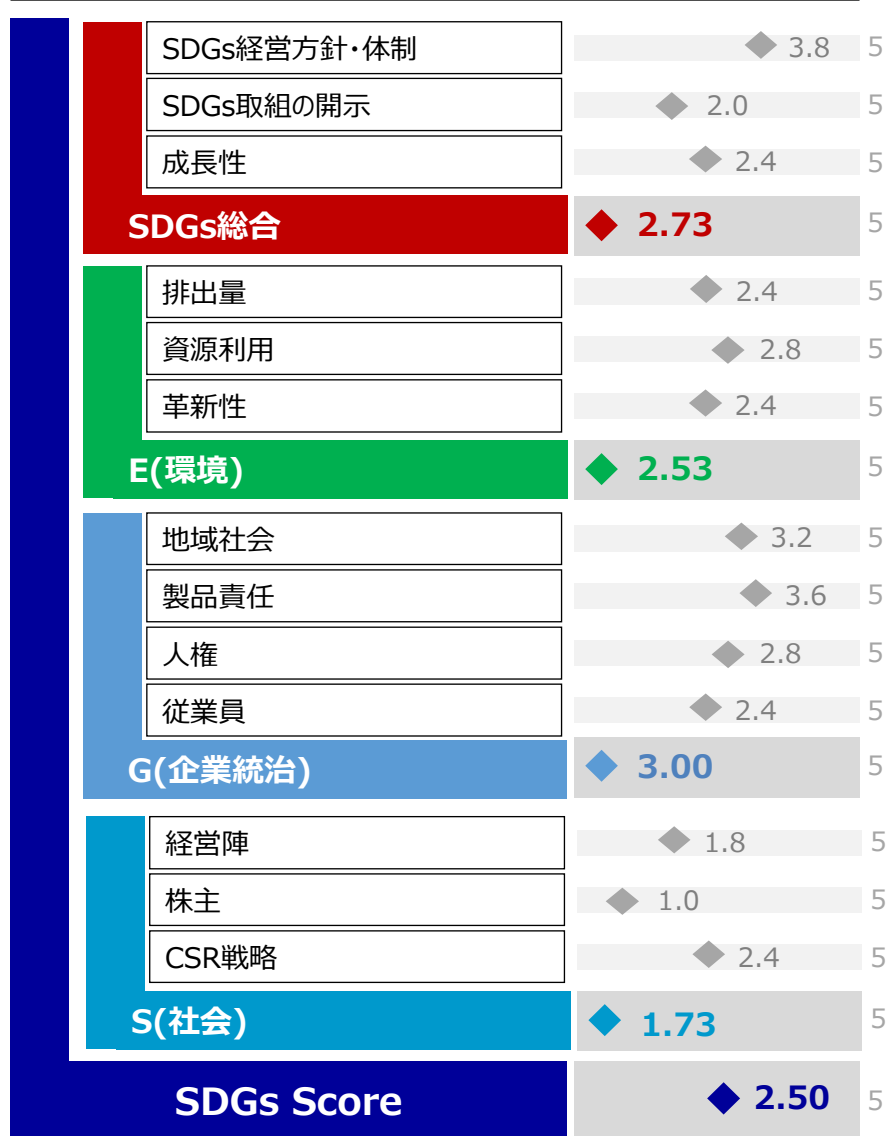 SDGs経営方針・体制 3.8 5
SDGs取組の開示 2.0 5
成長性 2.4 5
SDGs総合 2.73 5
排出量 2.4 5
資源利用 2.8 5
革新性 2.4 5
E(環境) 2.53 5
地域社会 3.2 5
製品責任 3.6 5
人権 2.8 5
従業員 2.4 5
G(企業統治) 3.00 5
経営陣 1.8 5
株主 1.0 5
CSR戦略 2.4 5
S(社会) 1.73 5
SDGs Score 2.50 5